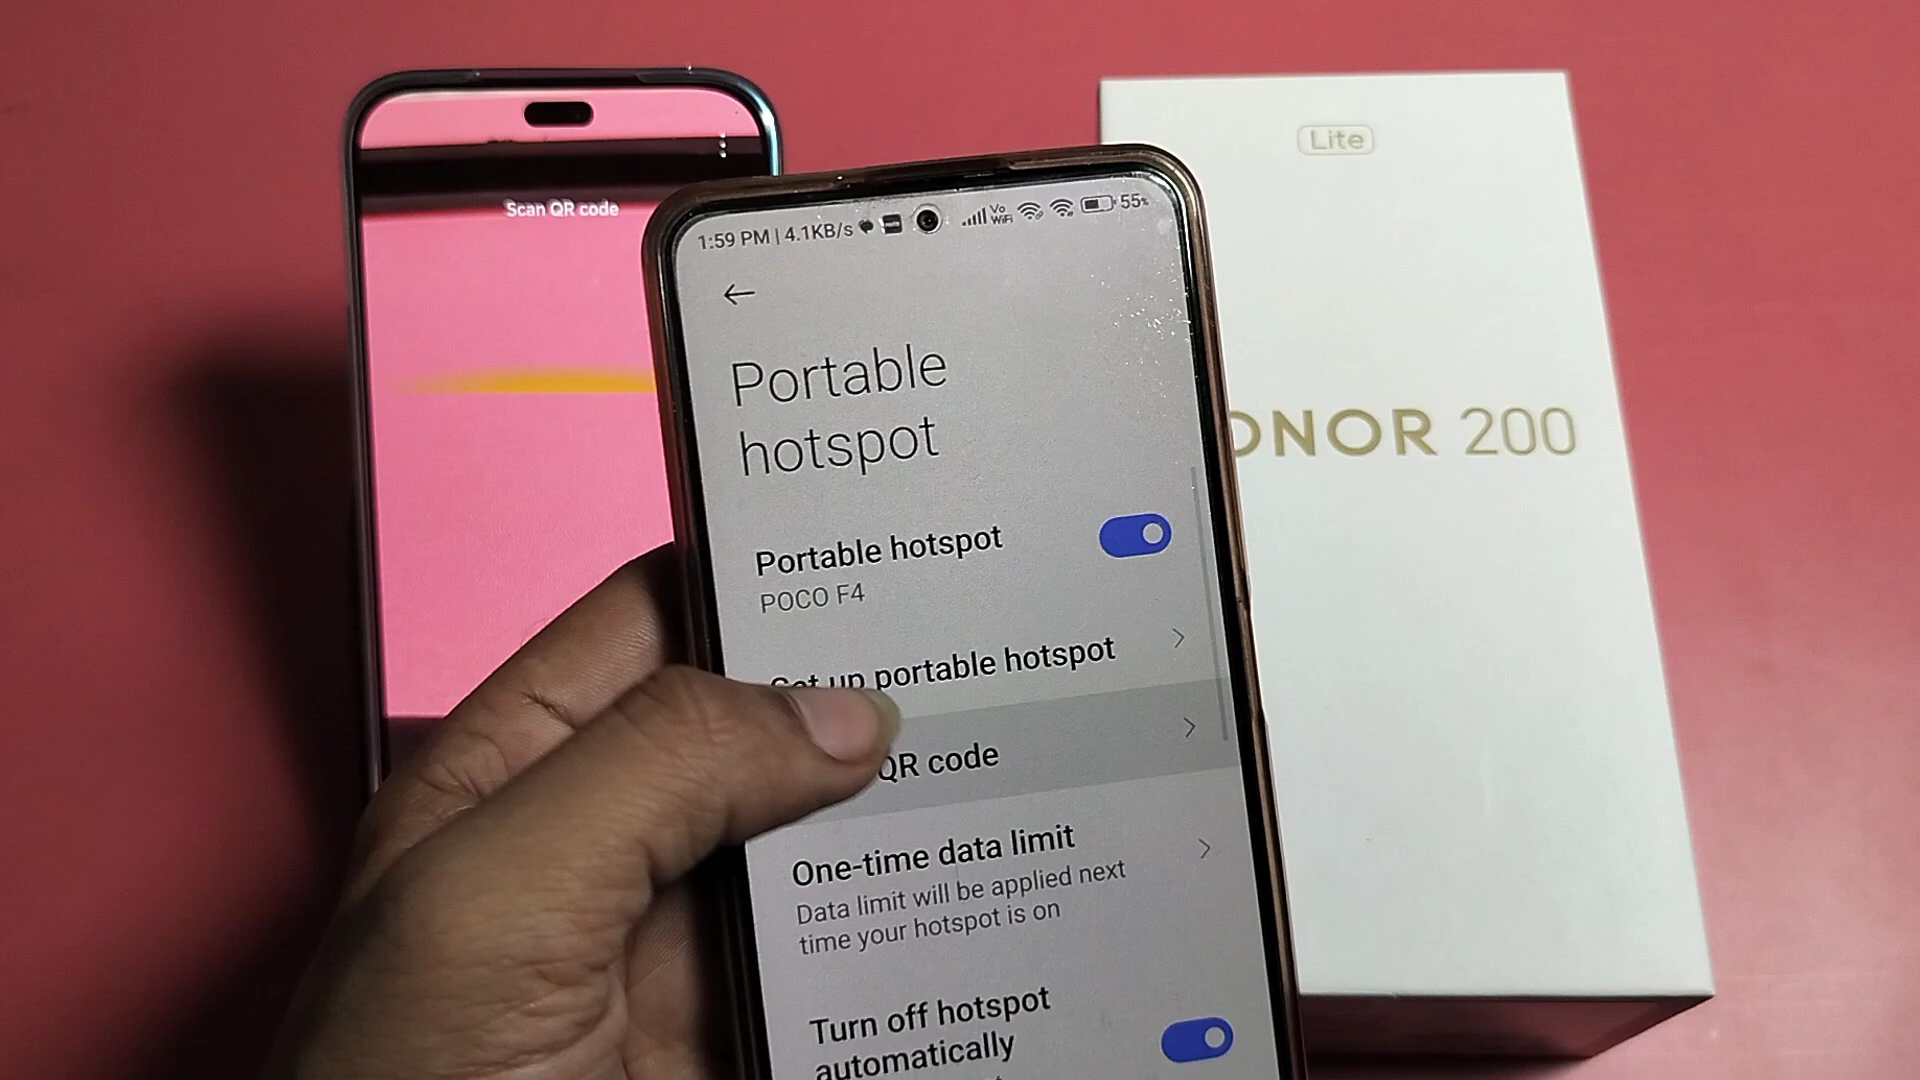 Scan QR code
1:59 PM | 4.1KB/s
Vo
WiFi
55%
Portable
hotspot
Portable hotspot
POCO F4
up portable hotspot
QR code
One-time data limit
Data limit will be applied next
time your hotspot is on
Turn off hotspot
automatically
Lite
ONOR 200